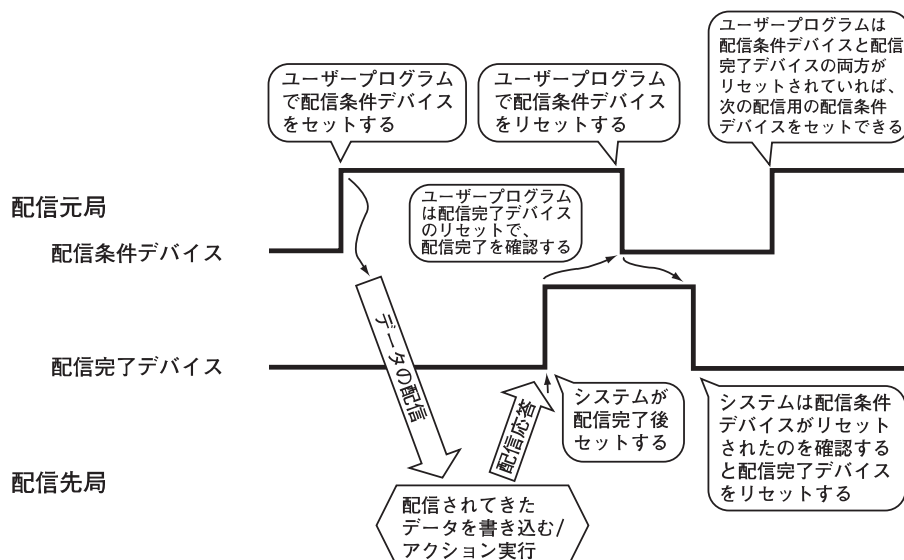 ユーザープログラムは
配信条件デバイスと配信
完了デバイスの両方が
リセットされていれば、
次の配信用の配信条件
デバイスをセットできる
ユーザープログラム
で配信条件デバイス
をセットする
ユーザープログラム
で配信条件デバイス
をリセットする
配信元局
ユーザープログラム
は配信完了デバイス
のリセットで、
配信完了を確認する
配信条件デバイス
データの配信
配信完了デバイス
配信応答
システムが
配信完了後
セットする
システムは配信条件
デバイスがリセット
されたのを確認する
と配信完了デバイス
をリセットする
配信先局
配信されてきた
データを書き込む/
アクション実行